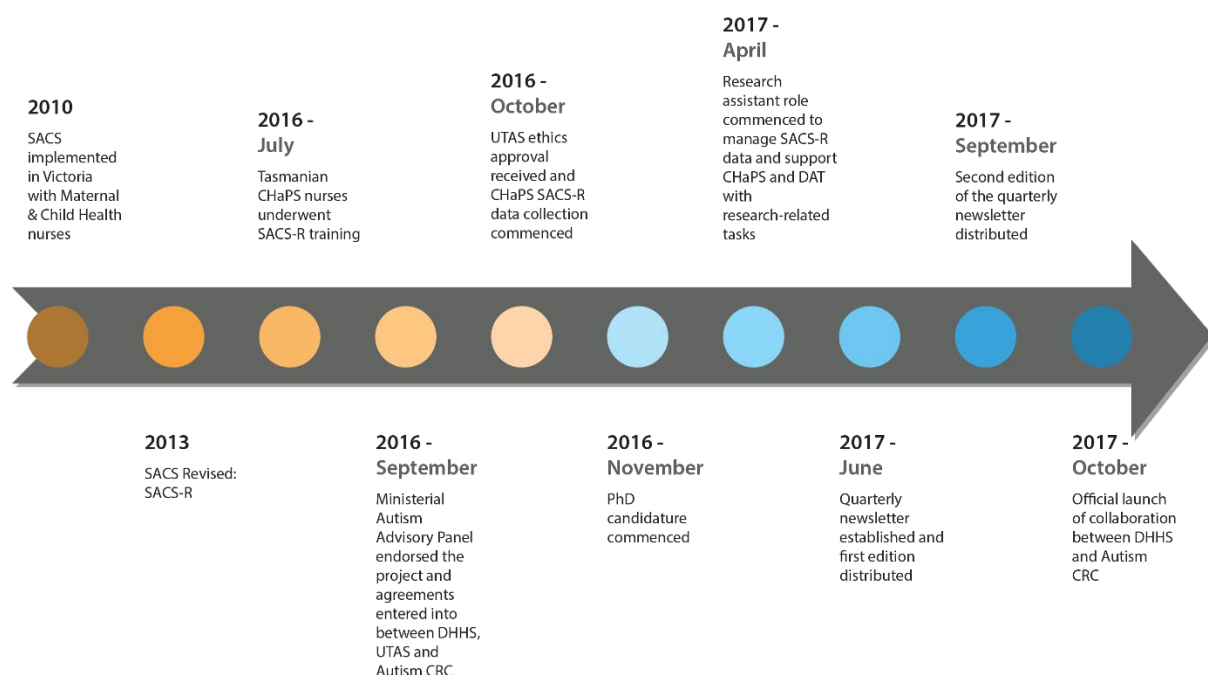 2010
SACS
implemented
in Victoria
with Maternal
& Child Health
nurses
2013
SACS Revised:
SACS-R
2016 -
July
Tasmanian
CHaPS nurses
underwent
SACS-R training
2016 -
September
Ministerial
Autism
Advisory Panel
endorsed the
project and
agreements
entered into
between DHHS,
UTAS and
Autism CRC
2016 -
October
UTAS ethics
approval
received and
CHaPS SACS-R
data collection
commenced
2016 -
November
PhD
candidature
commenced
2017 -
April
Research
assistant role
commenced to
manage SACS-R
data and support
CHaPS and DAT
with
research-related
tasks
2017 -
June
Quarterly
newsletter
established and
first edition
distributed
2017 -
September
Second edition
of the quarterly
newsletter
distributed
2017 -
October
Official launch
of collaboration
between DHHS
and Autism
CRC